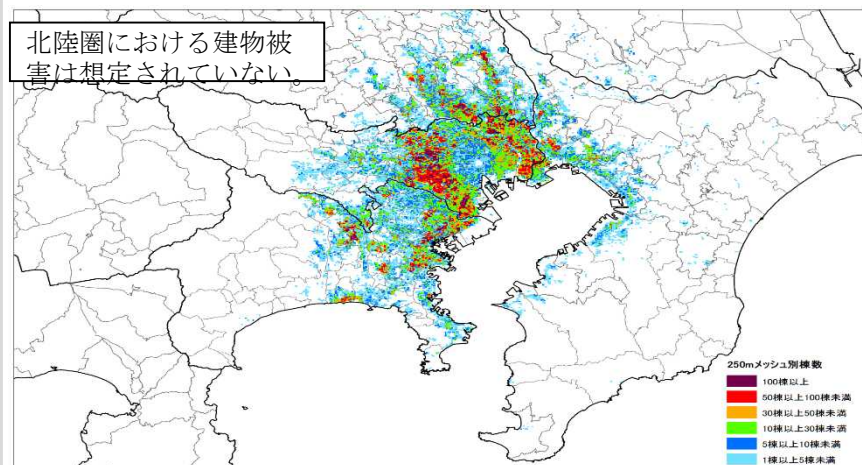 北陸圏における建物被
害は想定されていない。
250mメッシュ別棟数
100棟以上
50棟以上100棟未満
30棟以上50棟未満
10棟以上30棟未満
5棟以上10棟未満
1棟以上5棟未満